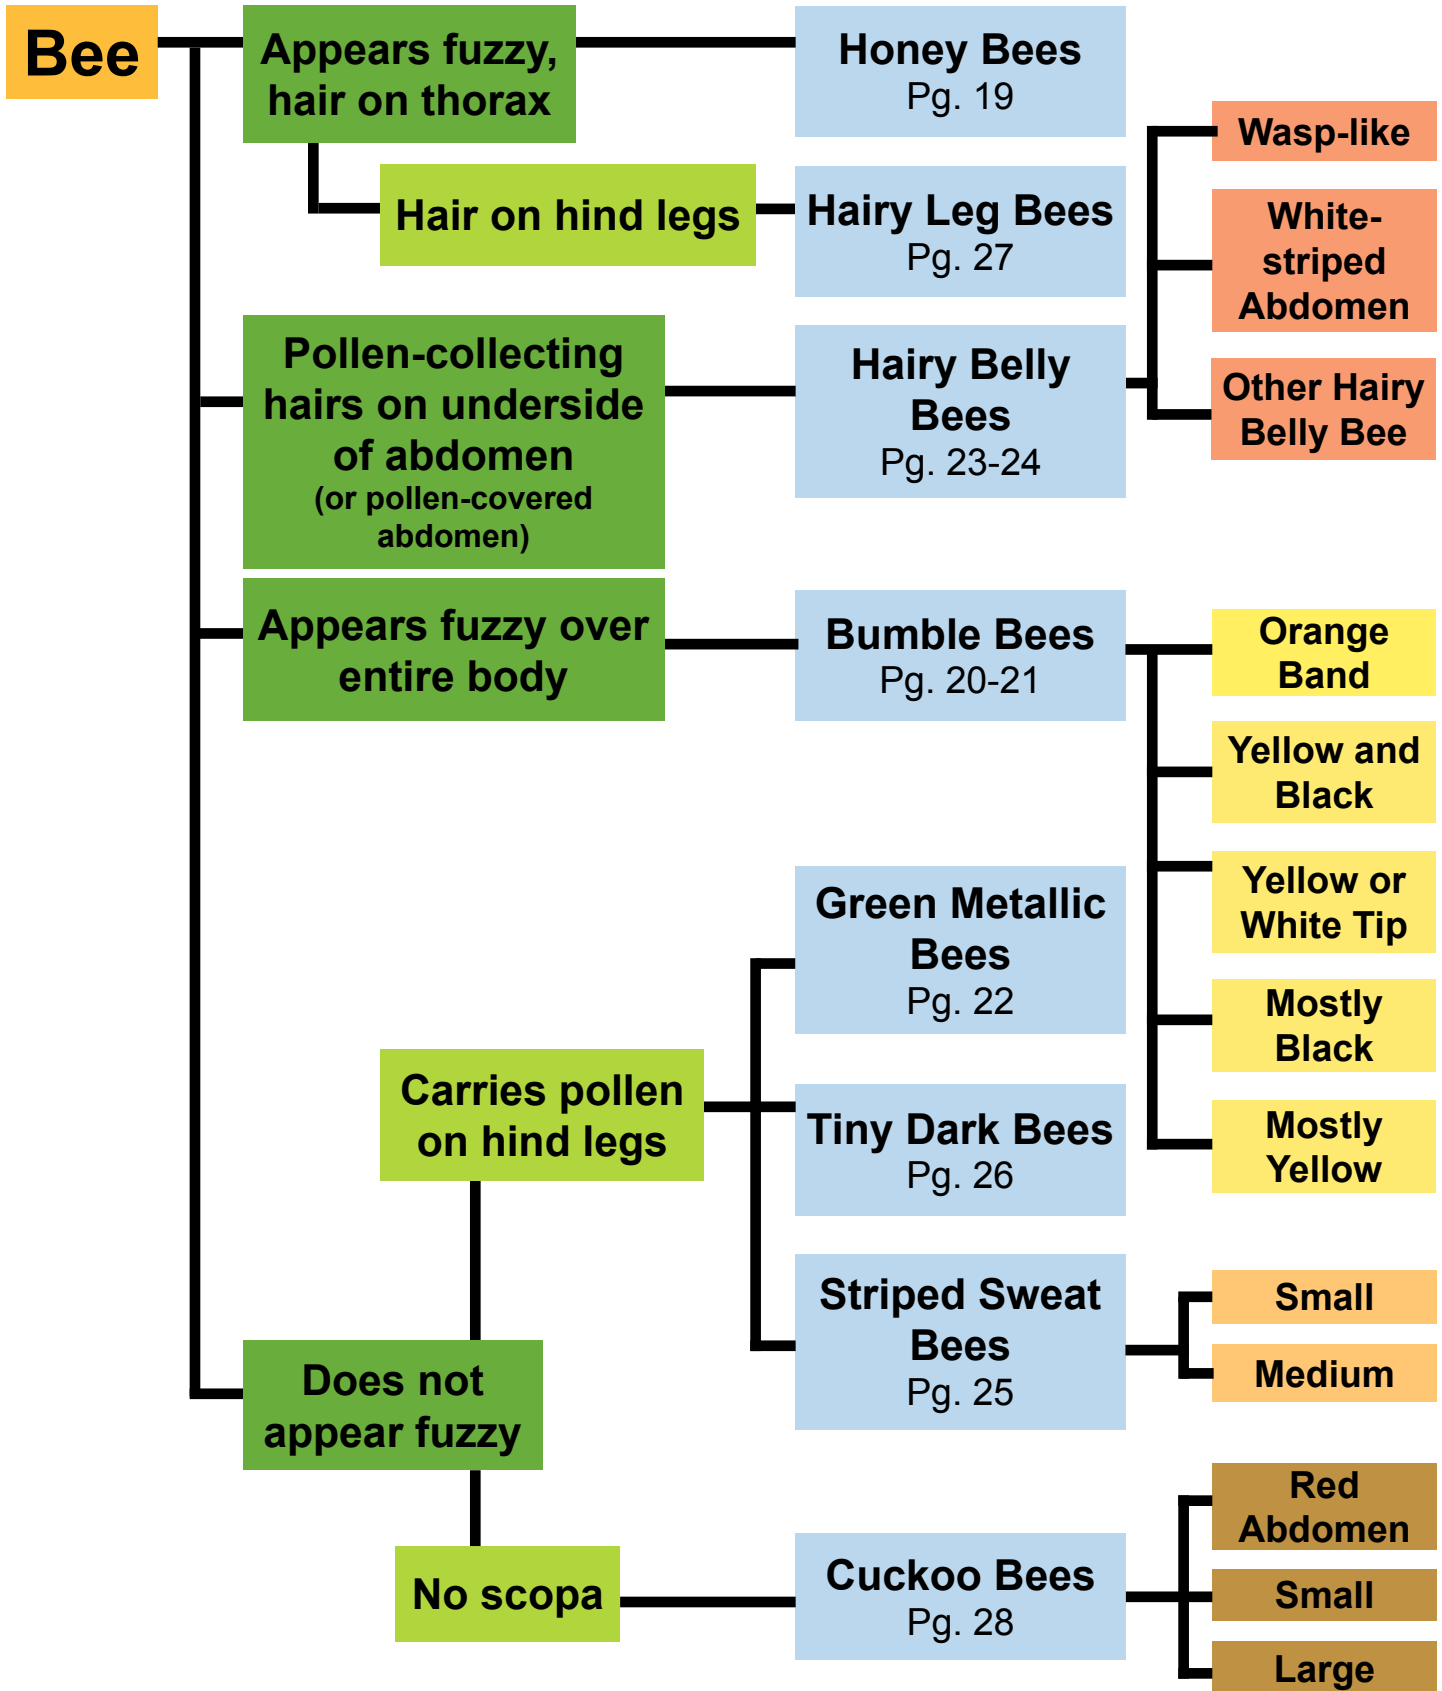 Bee
Appears fuzzy,
hair on thorax
Honey Bees
Pg. 19
Hair on hind legs
Hairy Leg Bees
Pg. 27
Pollen-collecting
hairs on underside
of abdomen
(or pollen-covered
abdomen)
Hairy Belly
Bees
Pg. 23-24
Wasp-like
White-
striped
Abdomen
Other Hairy
Belly Bee
Appears fuzzy over
entire body
Bumble Bees
Pg. 20-21
Orange
Band
Yellow and
Black
Yellow or
White Tip
Mostly
Black
Mostly
Yellow
Does not
appear fuzzy
Carries pollen
on hind legs
Green Metallic
Bees
Pg. 22
Tiny Dark Bees
Pg. 26
Striped Sweat
Bees
Pg. 25
Small
Medium
No scopa
Cuckoo Bees
Pg. 28
Red
Abdomen
Small
Large